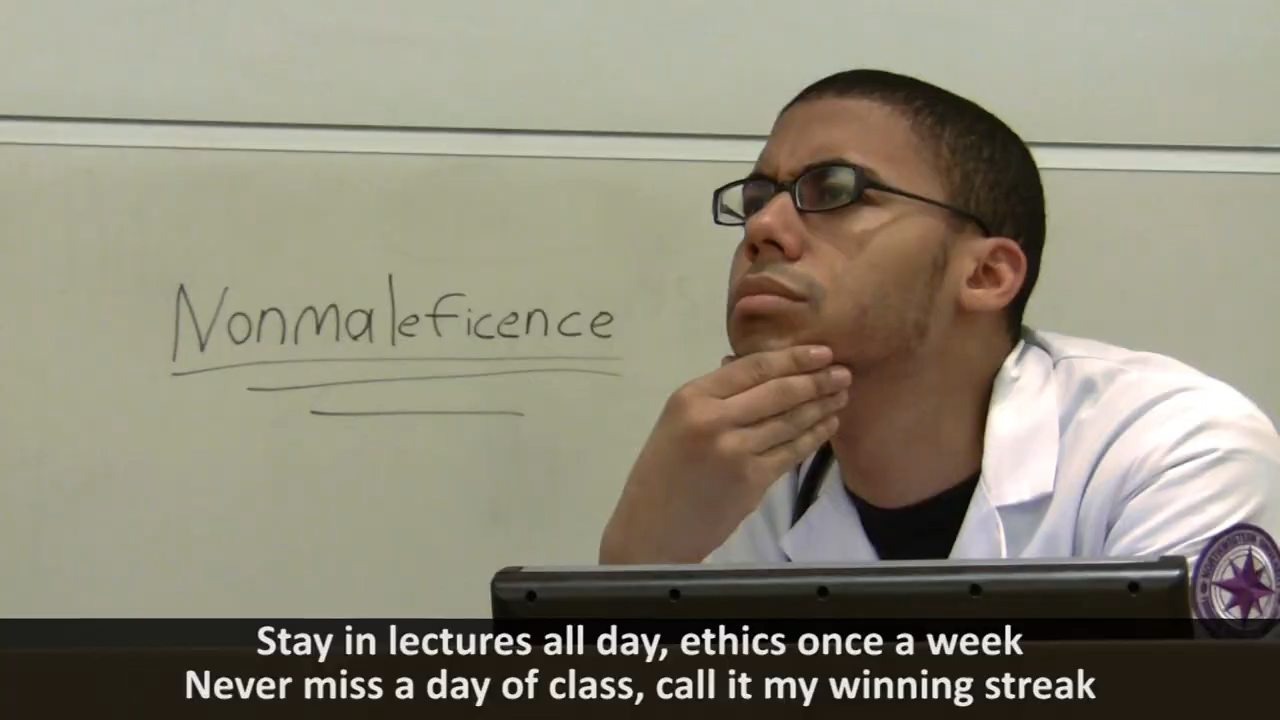 Nonmaleficence
Stay in lectures all day, ethics once a week
Never miss a day of class, call it my winning streak